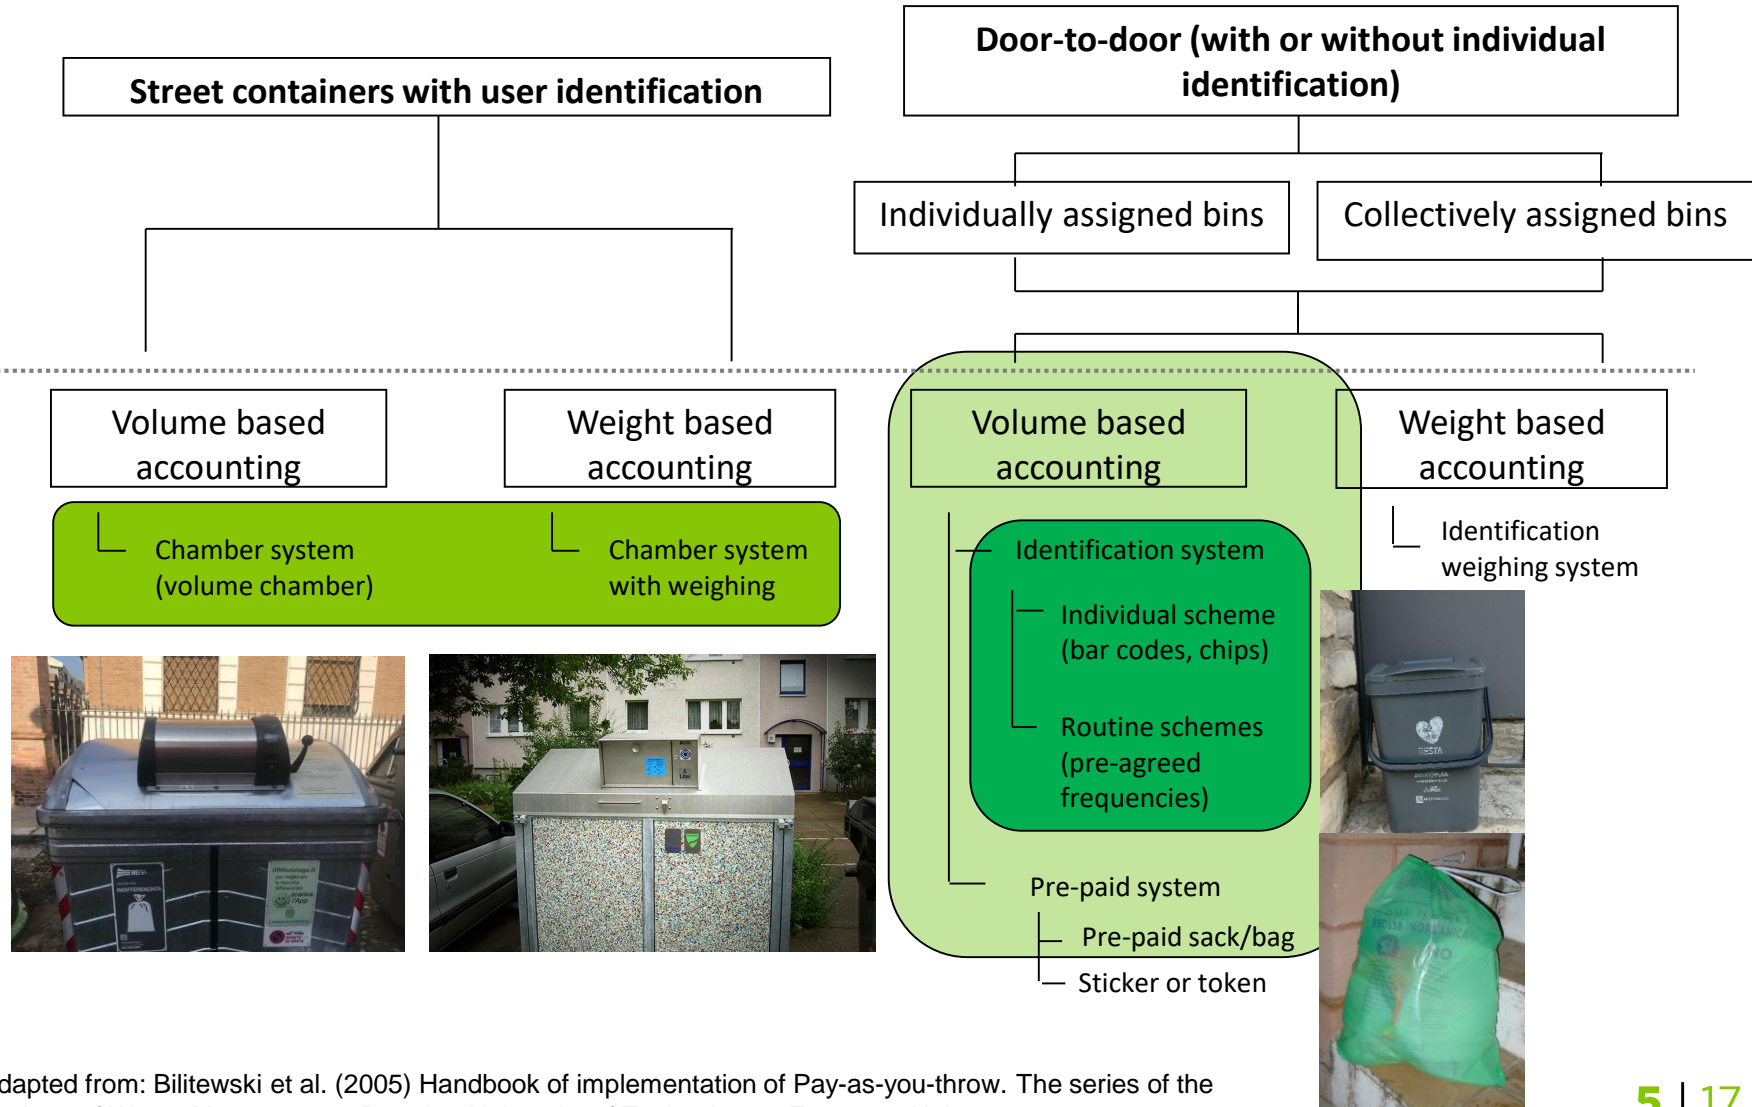 Door-to-door (with or without individual
identification)
Street containers with user identification
Individually assigned bins
Collectively assigned bins
Volume based
accounting
Weight based
accounting
Volume based
accounting
Weight based
accounting
Chamber system
(volume chamber)
Chamber system
with weighing
Identification system
Individual scheme
(bar codes, chips)
Routine schemes
(pre-agreed
frequencies)
Pre-paid system
Pre-paid sack/bag
Sticker or token
Identification
weighing system
INDIFFERENZIATA
scarica
l'App
RESTA
dapted from: Bilitewski et al. (2005) Handbook of implementation of Pay-as-you-throw. The series of the
5 | 17